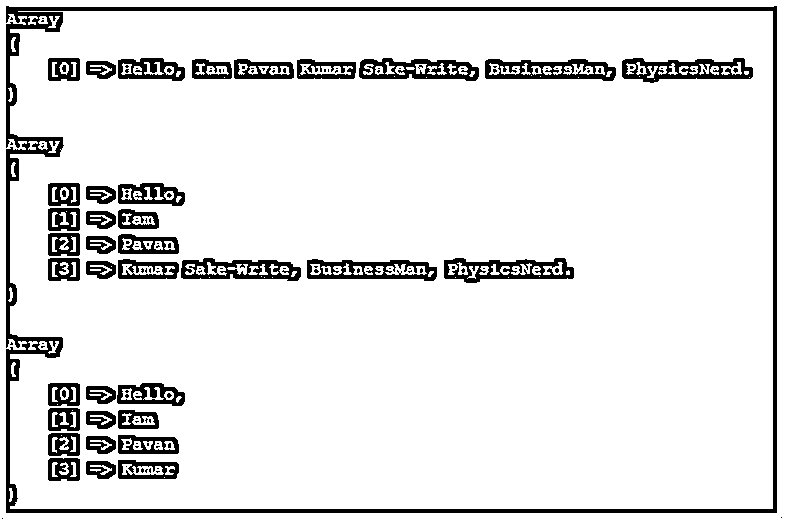 Array
(
[0] => Hello, Iam Pavan Kumar Sake-Write, BusinessMan, PhysicsNerd.
)
Array
(
[0] => Hello,
[1] => Iam
[2] => Pavan
[3] => Kumar Sake-Write, BusinessMan, PhysicsNerd.
)
Array
(
[0] => Hello,
[1] => Iam
[2] => Pavan
[3] => Kumar
)